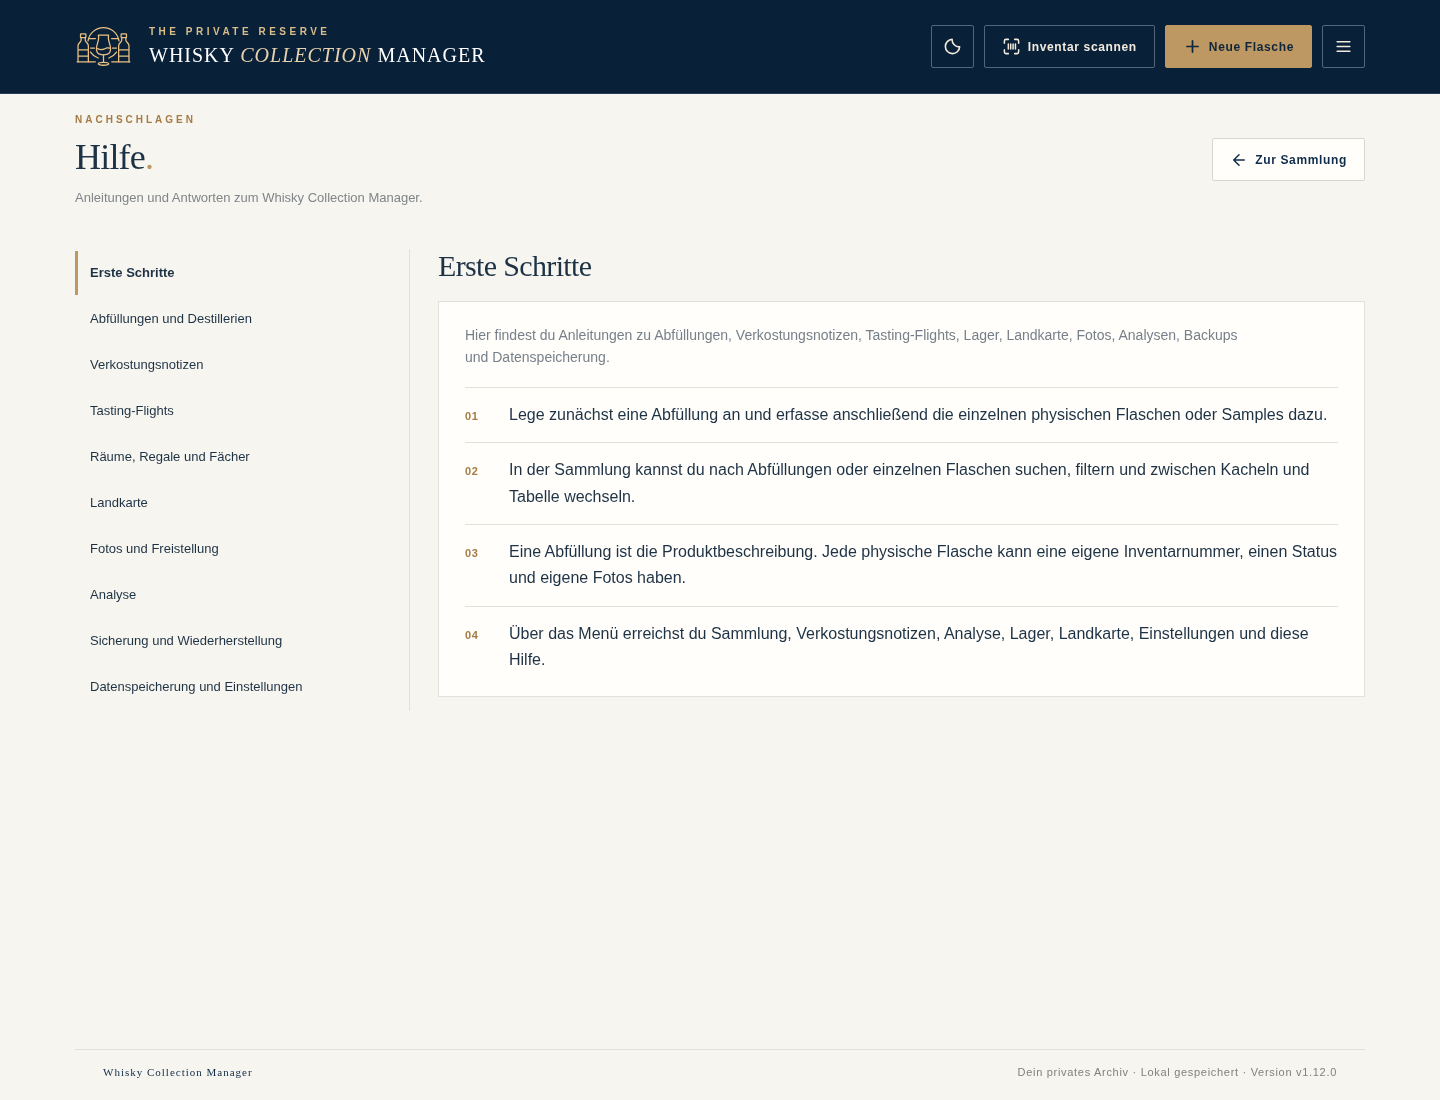 THE PRIVATE RESERVE
WHISKY COLLECTION MANAGER
Inventar scannen
Neue Flasche
NACHSCHLAGEN
Hilfe.
Anleitungen und Antworten zum Whisky Collection Manager.
Zur Sammlung
Erste Schritte
Abfüllungen und Destillerien
Verkostungsnotizen
Tasting-Flights
Räume, Regale und Fächer
Landkarte
Fotos und Freistellung
Analyse
Sicherung und Wiederherstellung
Datenspeicherung und Einstellungen
Erste Schritte
Hier findest du Anleitungen zu Abfüllungen, Verkostungsnotizen, Tasting-Flights, Lager, Landkarte, Fotos, Analysen, Backups
und Datenspeicherung.
01 Lege zunächst eine Abfüllung an und erfasse anschließend die einzelnen physischen Flaschen oder Samples dazu.
02 In der Sammlung kannst du nach Abfüllungen oder einzelnen Flaschen suchen, filtern und zwischen Kacheln und
Tabelle wechseln.
03 Eine Abfüllung ist die Produktbeschreibung. Jede physische Flasche kann eine eigene Inventarnummer, einen Status
und eigene Fotos haben.
04 Über das Menü erreichst du Sammlung, Verkostungsnotizen, Analyse, Lager, Landkarte, Einstellungen und diese
Hilfe.
Whisky Collection Manager
Dein privates Archiv · Lokal gespeichert · Version v1.12.0